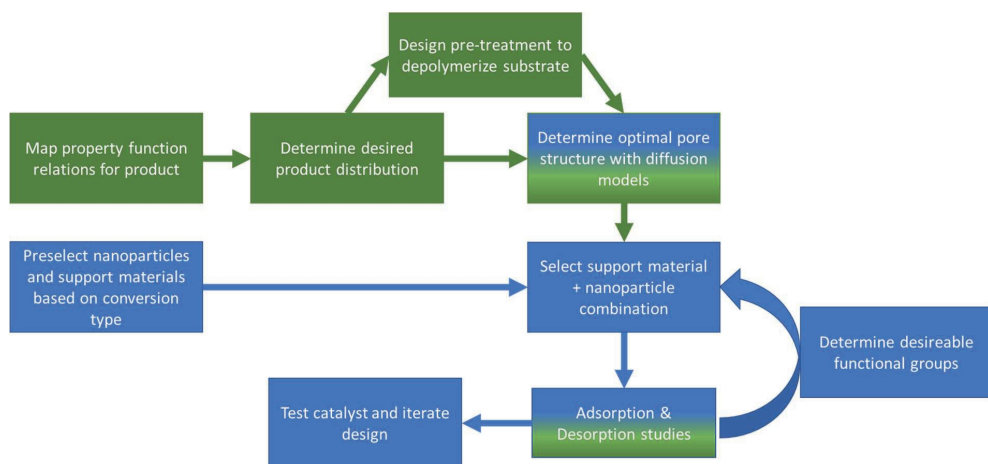 Design pre-treatment to
depolymerize substrate
Map property function
relations for product
Determine desired
product distribution
Determine optimal pore
structure with diffusion
models
Preselect nanoparticles
and support materials
based on conversion
type
Select support material
+ nanoparticle
combination
Determine desireable
functional groups
Test catalyst and iterate
design
Adsorption &
Desorption studies